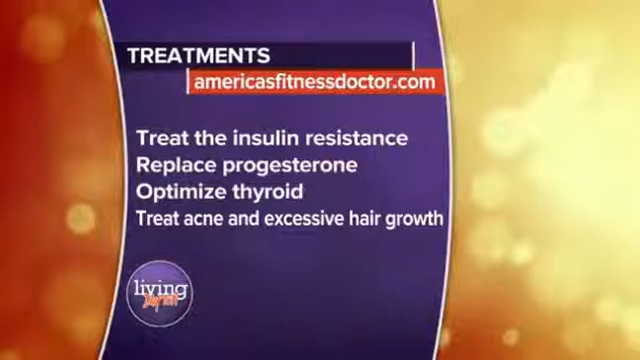 TREATMENTS
americasfitnessdoctor.com
Treat the insulin resistance
Replace progesterone
Optimize thyroid
Treat acne and excessive hair growth
living